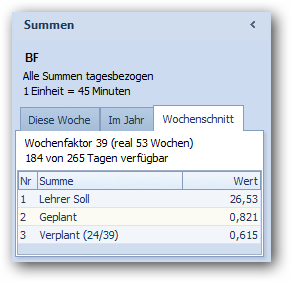 Summen
BF
Alle Summen tagesbezogen
1 Einheit = 45 Minuten
Diese Woche Im Jahr Wochenschnitt
Wochenfaktor 39 (real 53 Wochen)
184 von 265 Tagen verfügbar
Nr Summe Wert
1 Lehrer Soll 26,53
2 Geplant 0,821
3 Verplant (24/39) 0,615